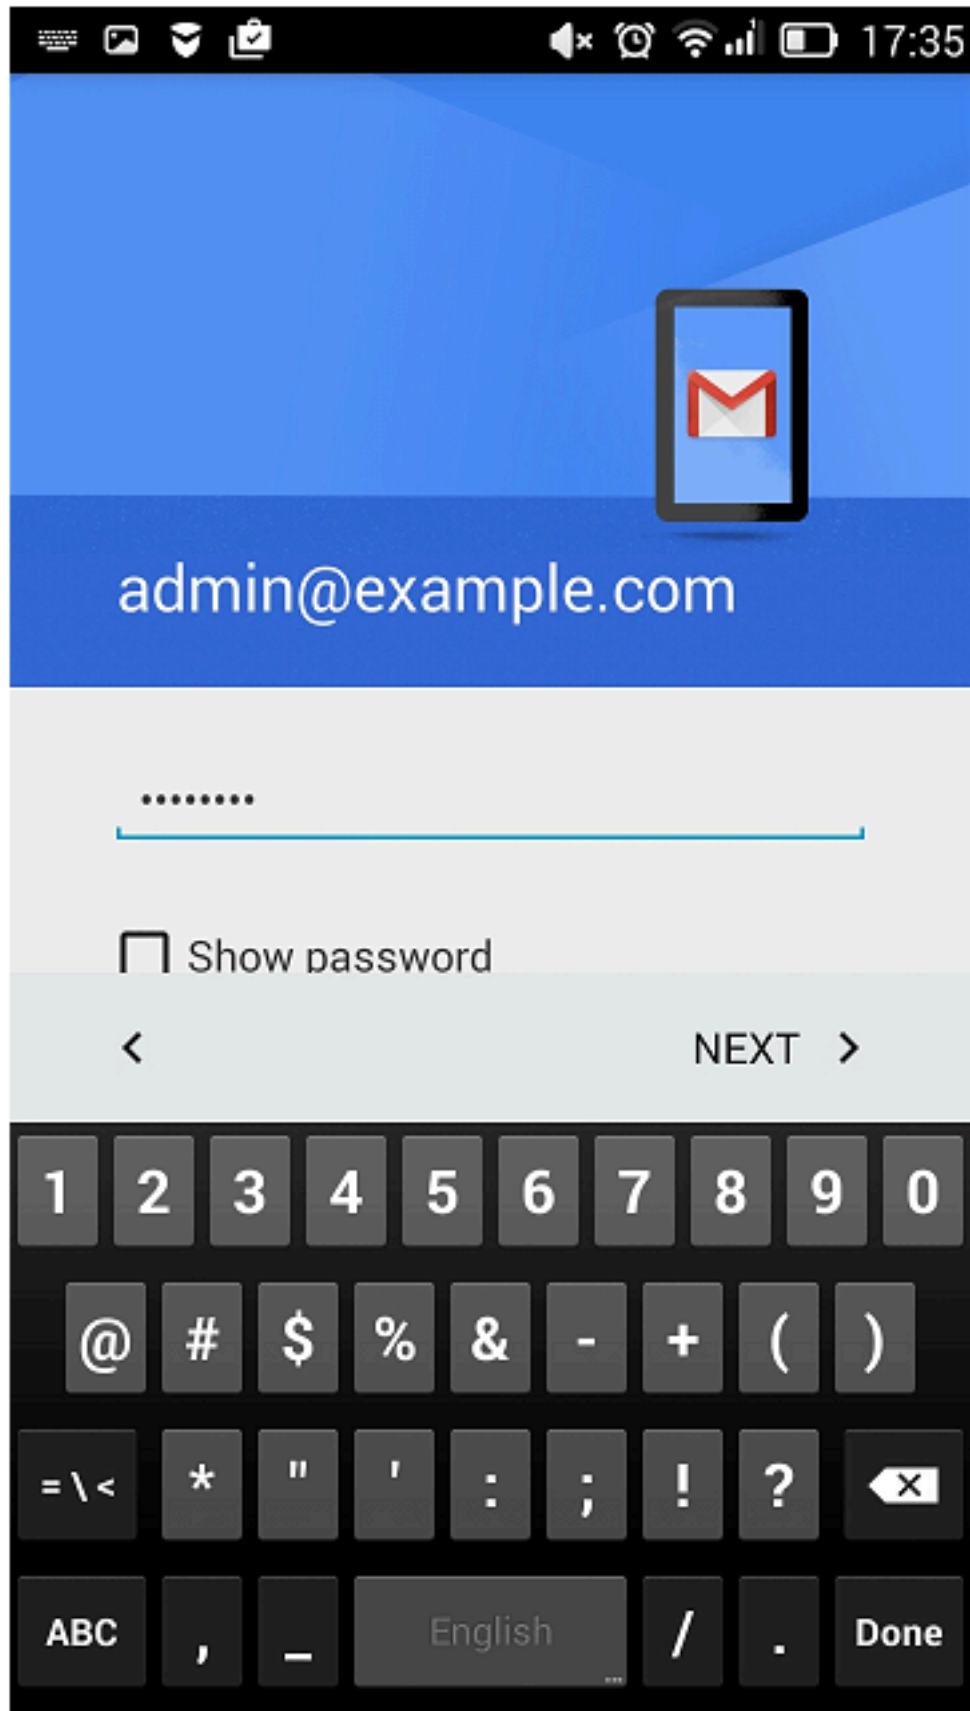 17:35
admin@example.com
••••••••
Show password
< NEXT >
1 2 3 4 5 6 7 8 9 0
@ # $ % & - + ( )
= \ < * " ' : ; ! ?
ABC , _ English / . Done